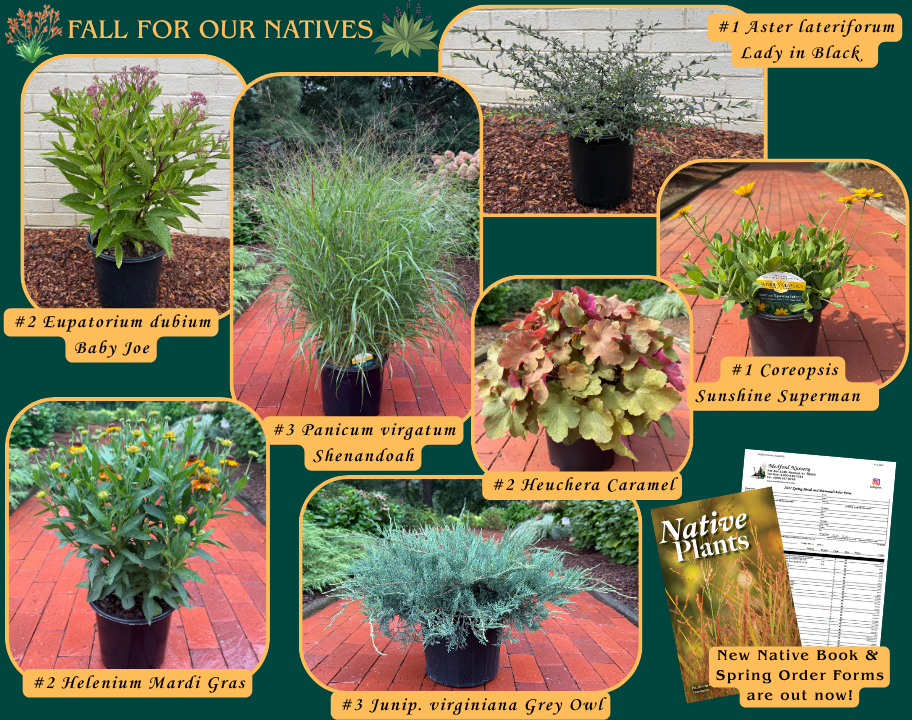 FALL FOR OUR NATIVES
#1 Aster lateriforum
Lady in Black
#2 Eupatorium dubium
Baby Joe
#3 Panicum virgatum
Shenandoah
#1 Coreopsis
Sunshine Superman
#2 Heuchera Caramel
#2 Helenium Mardi Gras
#3 Junip. virginiana Grey Owl
Medford Nursery
Native
Plants
New Native Book &
Spring Order Forms
are out now!